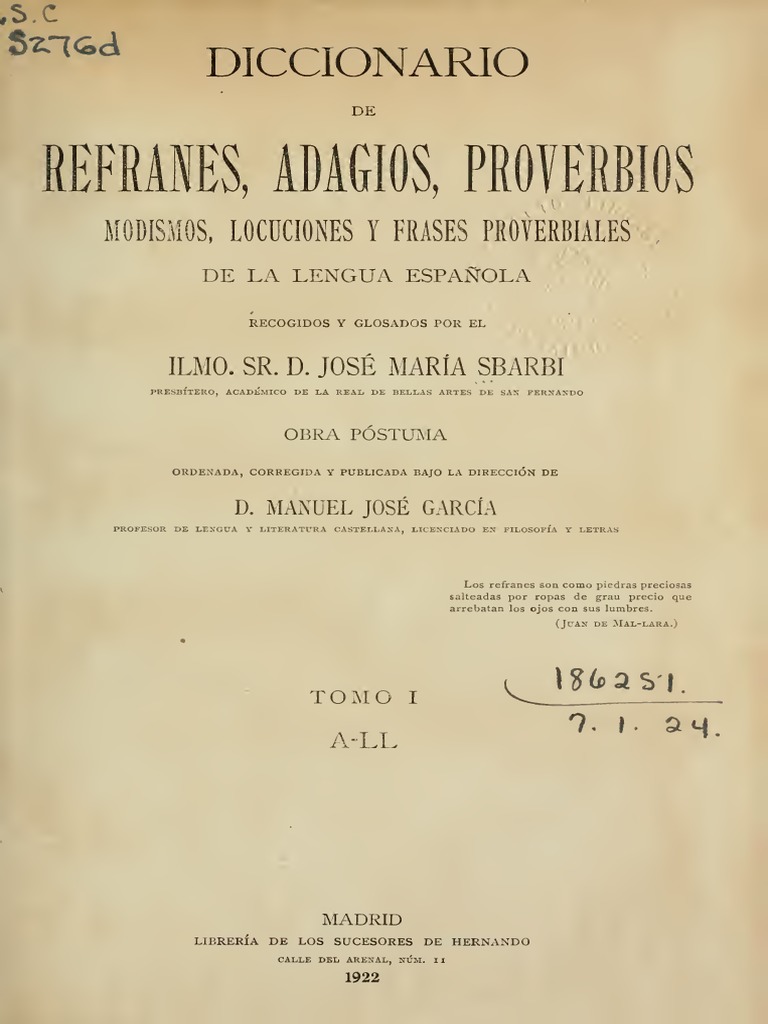 .S.C
S276d
DICCIONARIO
DE
REFRANES, ADAGIOS, PROVERBIOS
MODISMOS, LOCUCIONES Y FRASES PROVERBIALES
DE LA LENGUA ESPAÑOLA
RECOGIDOS Y GLOSADOS POR EL
ILMO. SR. D. JOSÉ MARÍA SBARBI
PRESBÍTERO, ACADÉMICO DE LA REAL DE BELLAS ARTES DE SAN FERNANDO
OBRA PÓSTUMA
ORDENADA, CORREGIDA Y PUBLICADA BAJO LA DIRECCIÓN DE
D. MANUEL JOSÉ GARCÍA
PROFESOR DE LENGUA Y LITERATURA CASTELLANA, LICENCIADO EN FILOSOFÍA Y LETRAS
Los refranes son como piedras preciosas
salteadas por ropas de grau precio que
arrebatan los ojos con sus lumbres.
(JUAN DE MAL-LARA.)
186251.
7. 1. 24.
TOMO I
A-LL
MADRID
LIBRERÍA DE LOS SUCESORES DE HERNANDO
CALLE DEL ARENAL, NÚM. 11
1922